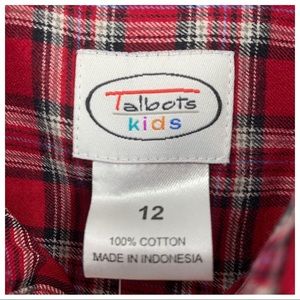 Talbots
kids
12
100% COTTON
MADE IN INDONESIA